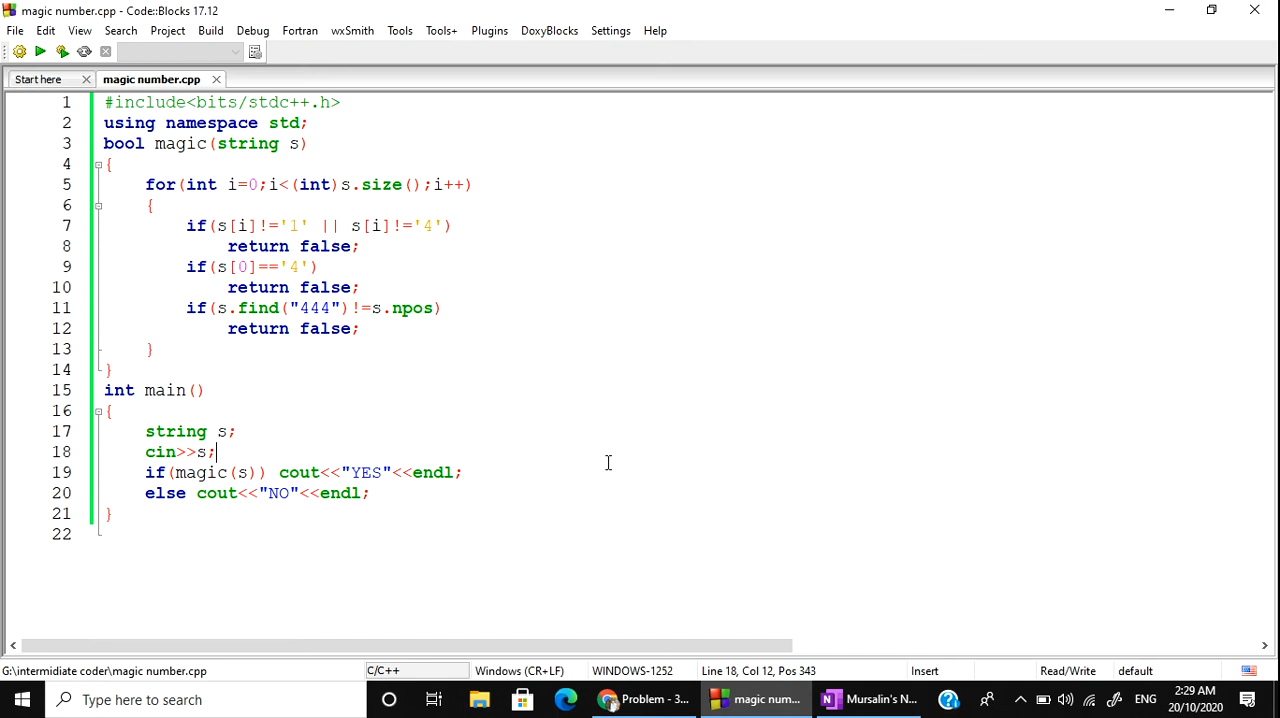 magic number.cpp - Code::Blocks 17.12
File Edit View Search Project Build Debug Fortran wxSmith Tools Tools+ Plugins DoxyBlocks Settings Help
Start here magic number.cpp
1 #include<bits/stdc++.h>
2 using namespace std;
3 bool magic(string s)
4 {
5 for(int i=0;i<(int)s.size();i++)
6 {
7 if(s[i]!='1' || s[i]!='4')
8 return false;
9 if(s[0]=='4')
10 return false;
11 if(s.find("444")!=s.npos)
12 return false;
13 }
14 }
15 int main()
16 {
17 string s;
18 cin>>s;
19 if(magic(s)) cout<<"YES"<<endl;
20 else cout<<"NO"<<endl;
21 }
22
G:\intermidiate coder\magic number.cpp C/C++ Windows (CR+LF) WINDOWS-1252 Line 18, Col 12, Pos 343 Insert Read/Write default
Type here to search Problem - 3... magic num... Mursalin's N... ENG 2:29 AM
20/10/2020